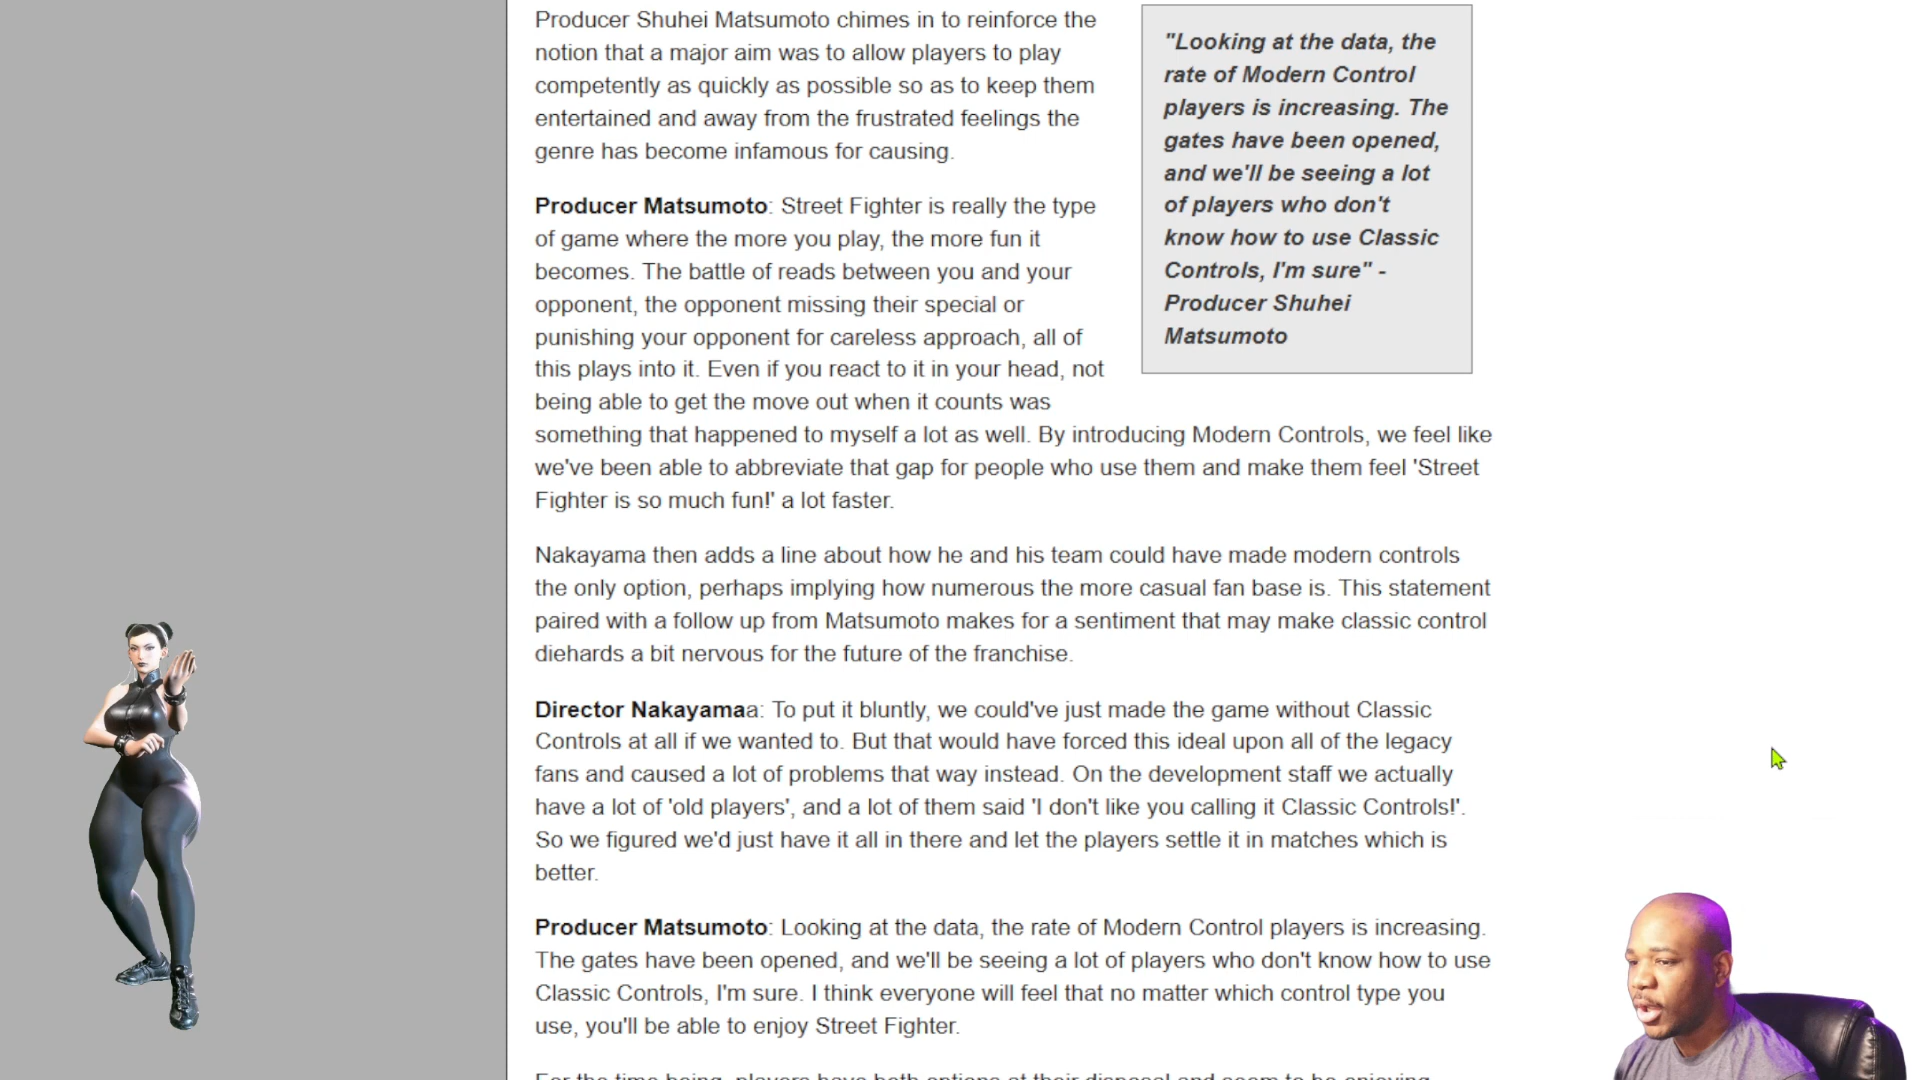 Producer Shuhei Matsumoto chimes in to reinforce the
notion that a major aim was to allow players to play
competently as quickly as possible so as to keep them
entertained and away from the frustrated feelings the
genre has become infamous for causing.
"Looking at the data, the
rate of Modern Control
players is increasing. The
gates have been opened,
and we'll be seeing a lot
of players who don't
know how to use Classic
Controls, I'm sure" -
Producer Shuhei
Matsumoto
Producer Matsumoto: Street Fighter is really the type
of game where the more you play, the more fun it
becomes. The battle of reads between you and your
opponent, the opponent missing their special or
punishing your opponent for careless approach, all of
this plays into it. Even if you react to it in your head, not
being able to get the move out when it counts was
something that happened to myself a lot as well. By introducing Modern Controls, we feel like
we've been able to abbreviate that gap for people who use them and make them feel 'Street
Fighter is so much fun!' a lot faster.
Nakayama then adds a line about how he and his team could have made modern controls
the only option, perhaps implying how numerous the more casual fan base is. This statement
paired with a follow up from Matsumoto makes for a sentiment that may make classic control
diehards a bit nervous for the future of the franchise.
Director Nakayamaa: To put it bluntly, we could've just made the game without Classic
Controls at all if we wanted to. But that would have forced this ideal upon all of the legacy
fans and caused a lot of problems that way instead. On the development staff we actually
have a lot of 'old players', and a lot of them said 'I don't like you calling it Classic Controls!'.
So we figured we'd just have it all in there and let the players settle it in matches which is
better.
Producer Matsumoto: Looking at the data, the rate of Modern Control players is increasing.
The gates have been opened, and we'll be seeing a lot of players who don't know how to use
Classic Controls, I'm sure. I think everyone will feel that no matter which control type you
use, you'll be able to enjoy Street Fighter.
For the time being, players have both options at their disposal and seem to be enjoying